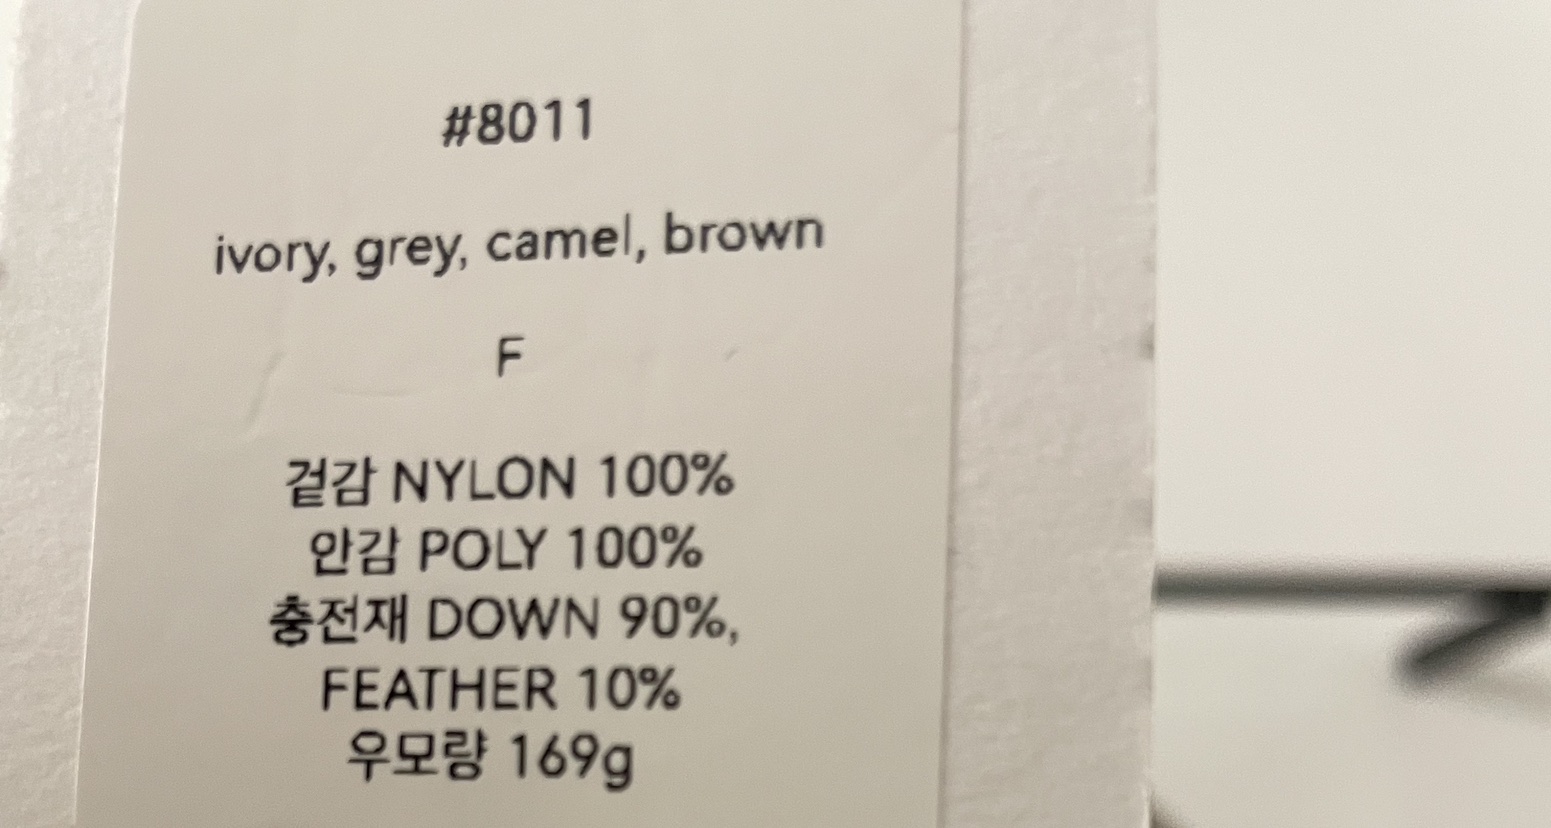 #8011
ivory, grey, camel, brown
F
겉감 NYLON 100%
안감 POLY 100%
충전재 DOWN 90%,
FEATHER 10%
우모량 169g